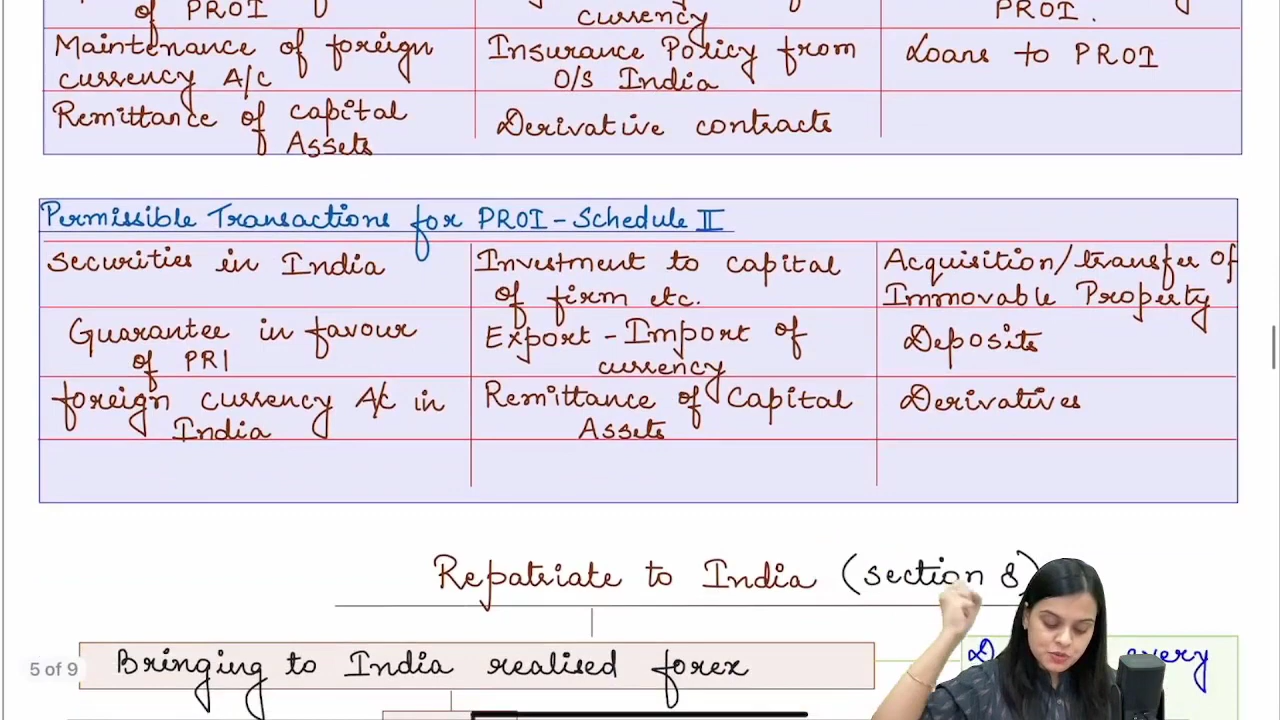 of PROI
currency
PROI.
Maintenance of foreign
currency A/c
Insurance Policy from
O/S India
Loans to PROI
Remittance of capital
Assets
Derivative contracts
Permissible Transactions for PROI - Schedule II
Securities in India
Investment to capital
of firm etc.
Acquisition/transfer of
Immovable Property
Guarantee in favour
of PRI
Export - Import of
currency
Deposits
foreign currency A/c in
India
Remittance of Capital
Assets
Derivatives
Repatriate to India (section 8)
Bringing to India realised forex
every
5 of 9